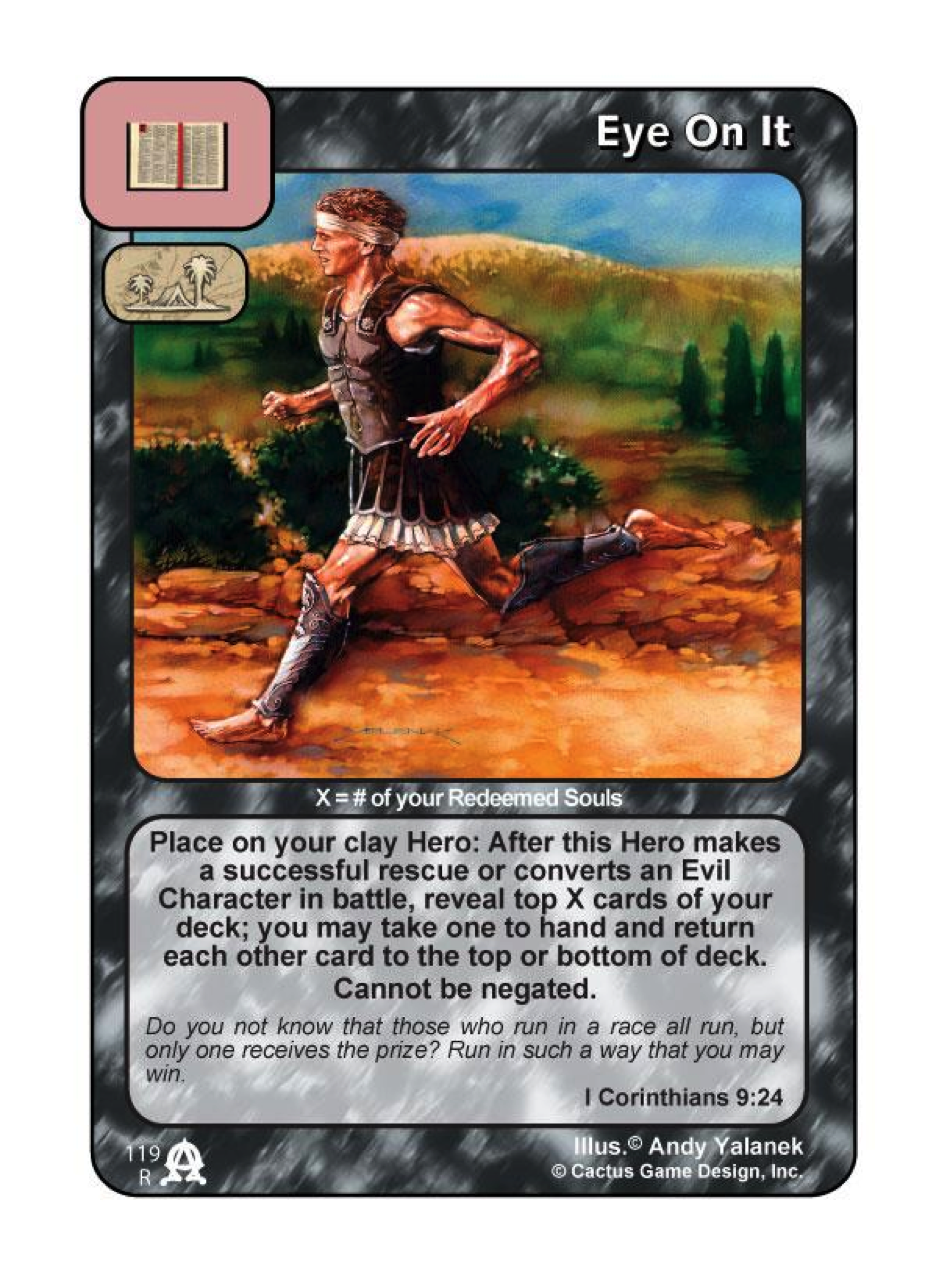 Eye On It
X = # of your Redeemed Souls
Place on your clay Hero: After this Hero makes
a successful rescue or converts an Evil
Character in battle, reveal top X cards of your
deck; you may take one to hand and return
each other card to the top or bottom of deck.
Cannot be negated.
Do you not know that those who run in a race all run, but
only one receives the prize? Run in such a way that you may
win.
I Corinthians 9:24
119
R
Illus.© Andy Yalanek
© Cactus Game Design, Inc.